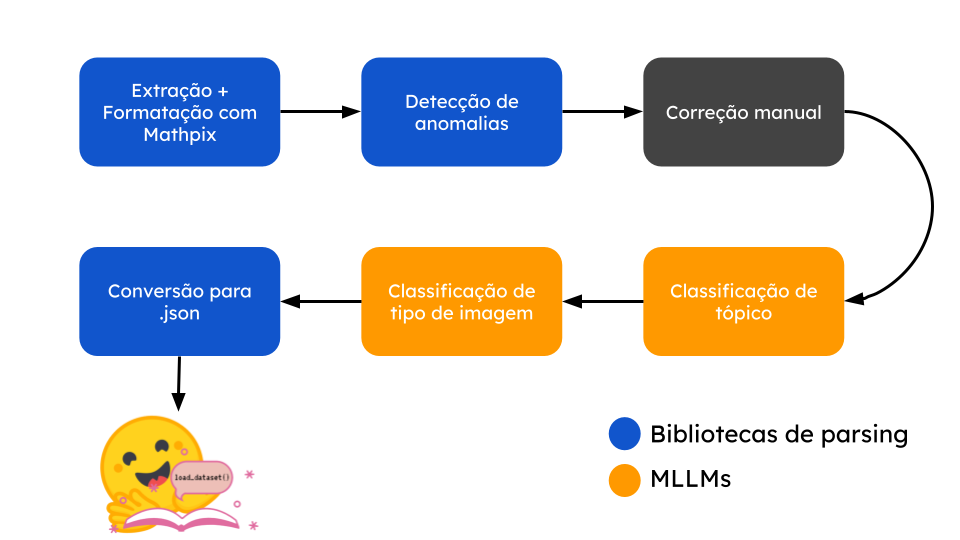 Extração +
Formatação com
Mathpix
Detecção de
anomalias
Correção manual
Conversão para
.json
Classificação de
tipo de imagem
Classificação de
tópico
load_dataset()
Bibliotecas de parsing
MLLMs